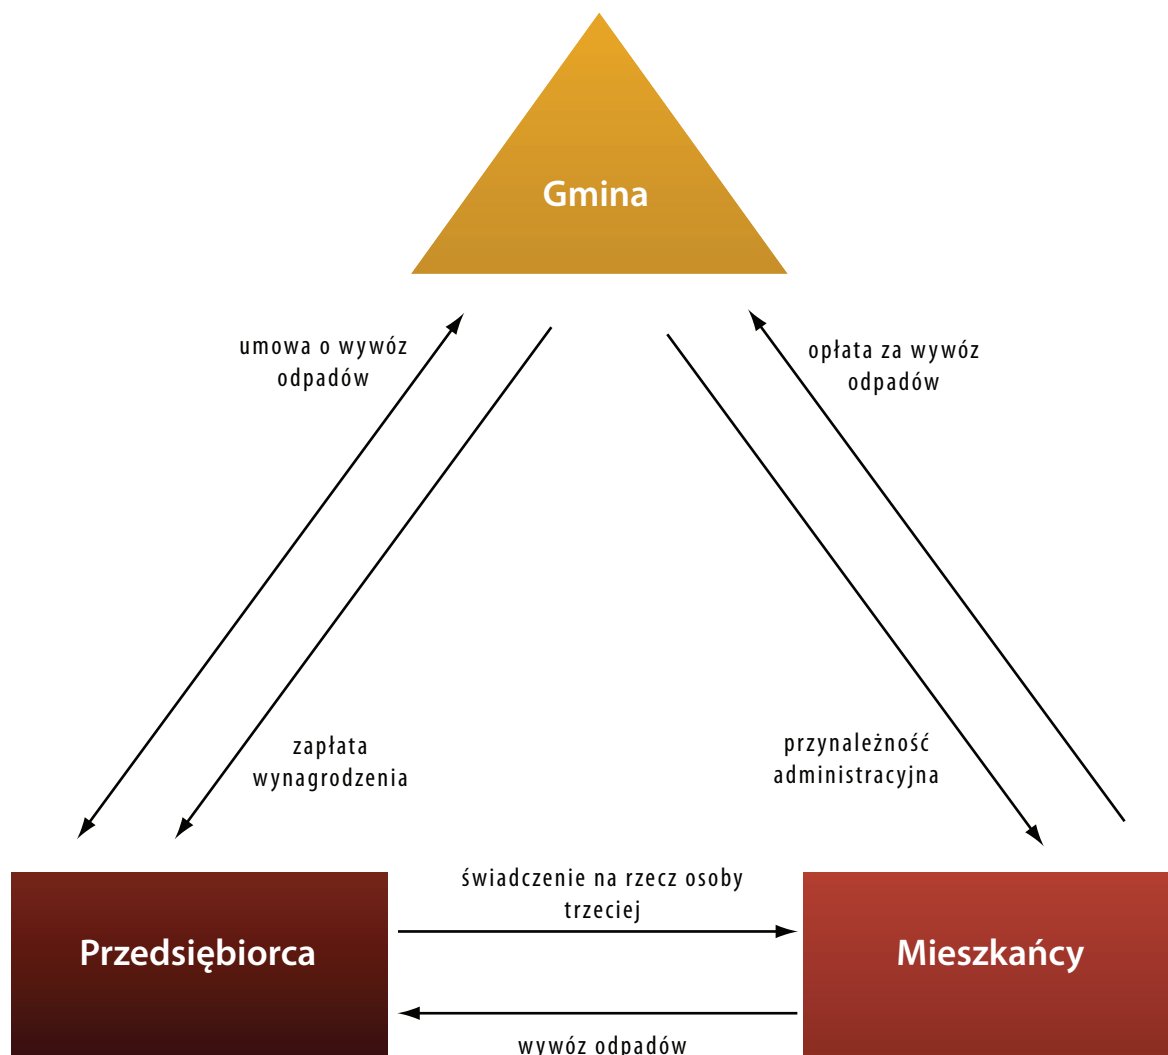 Gmina
umowa o wywóz
odpadów
opłata za wywóz
odpadów
zapłata
wynagrodzenia
przynależność
administracyjna
świadczenie na rzecz osoby
trzeciej
Przedsiębiorca
Mieszkańcy
wywóz odpadów